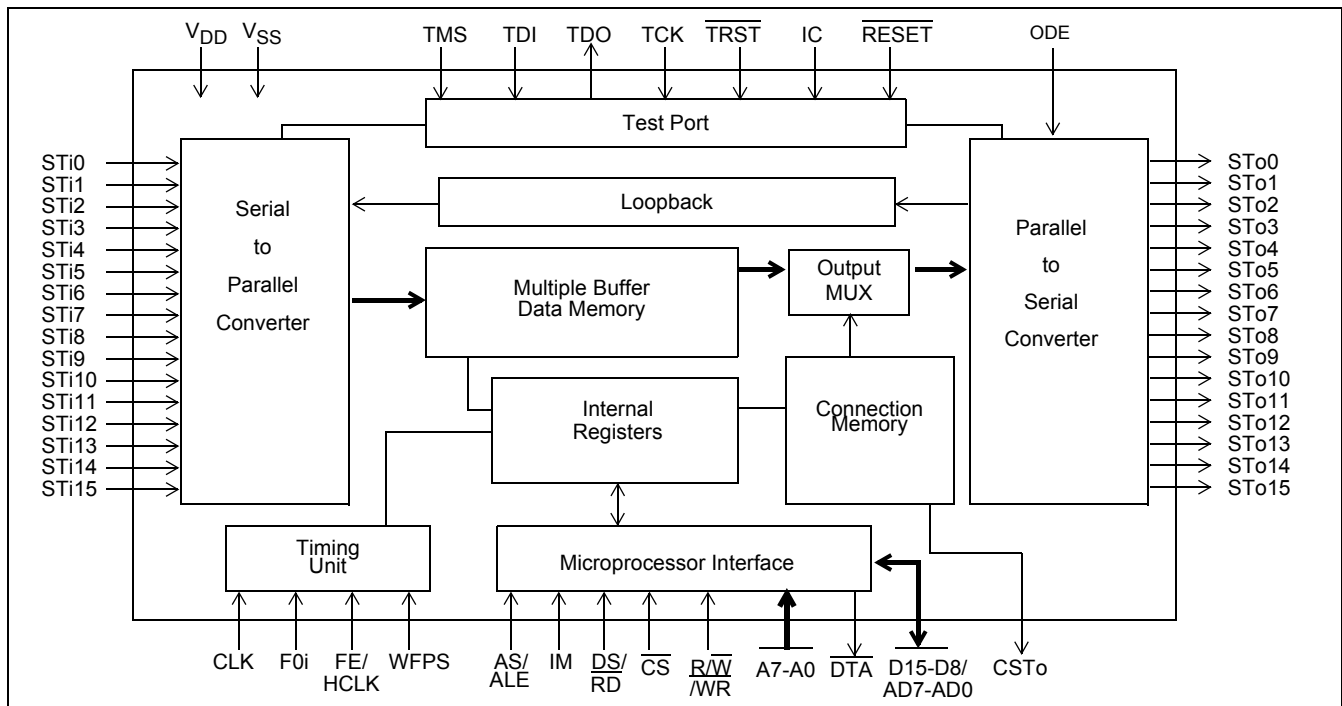 VDD VSS TMS TDI TDO TCK TRST IC RESET ODE
Test Port
STi0
STi1
STi2
STi3
STi4
STi5
STi6
STi7
STi8
STi9
STi10
STi11
STi12
STi13
STi14
STi15
Serial
to
Parallel
Converter
Loopback
Multiple Buffer
Data Memory
Output
MUX
Internal
Registers
Connection
Memory
Parallel
to
Serial
Converter
STo0
STo1
STo2
STo3
STo4
STo5
STo6
STo7
STo8
STo9
STo10
STo11
STo12
STo13
STo14
STo15
Timing
Unit
Microprocessor Interface
CLK
F0i
FE/
HCLK
WFPS
AS/
ALE
IM
DS/
RD
CS
R/W
/WR
A7-A0
DTA
D15-D8/
AD7-AD0
CSTo